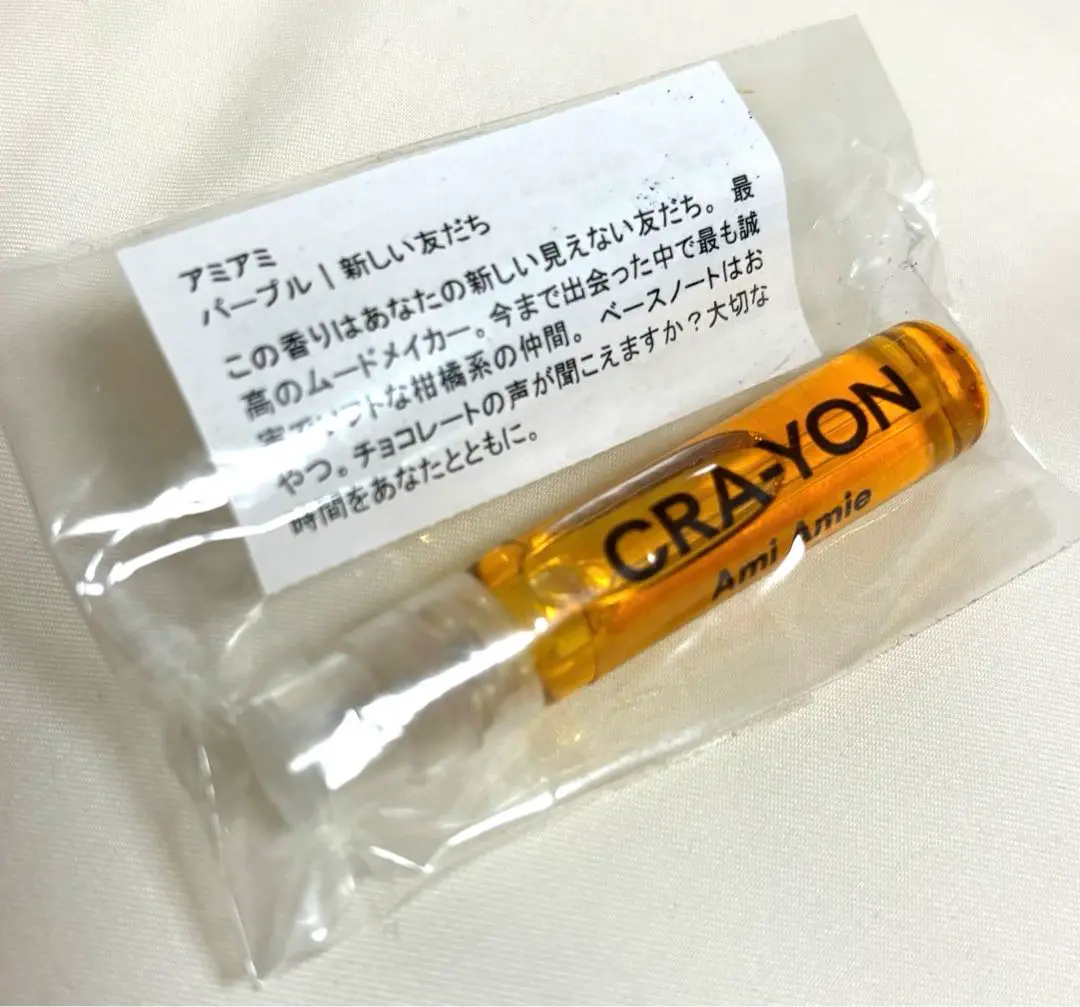 アミアミ
パープル | 新しい友だち
この香りはあなたの新しい見えない友だち。 最
高のムードメイカー。今まで出会った中で最も誠
実でソフトな柑橘系の仲間。 ベースノートはお
やつ。チョコレートの声が聞こえますか？大切な
時間をあなたとともに。
CRA-YON
Ami Amie